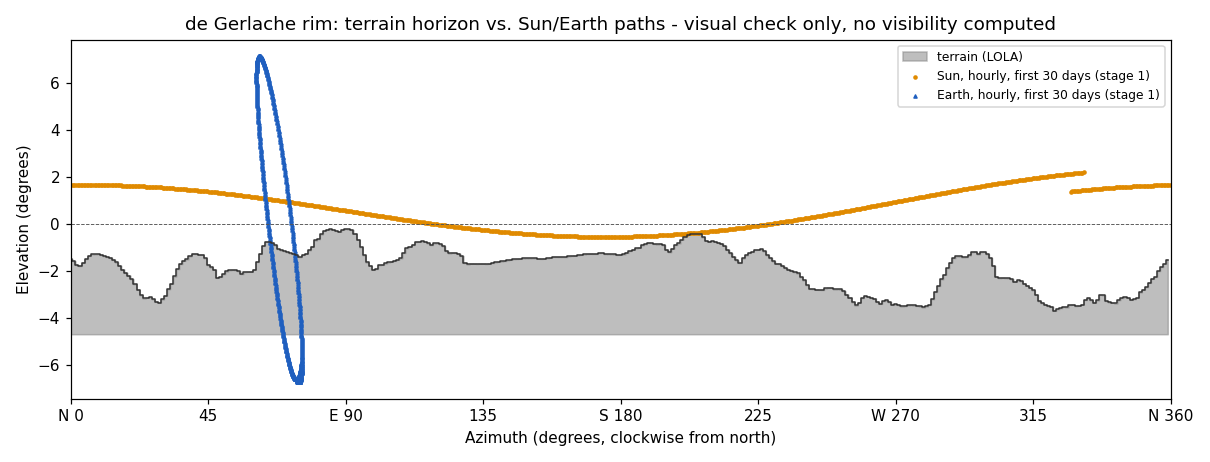 de Gerlache rim: terrain horizon vs. Sun/Earth paths - visual check only, no visibility computed
terrain (LOLA)
Sun, hourly, first 30 days (stage 1)
Earth, hourly, first 30 days (stage 1)
Elevation (degrees)
6
4
2
0
−2
−4
−6
N 0 45 E 90 135 S 180 225 W 270 315 N 360
Azimuth (degrees, clockwise from north)